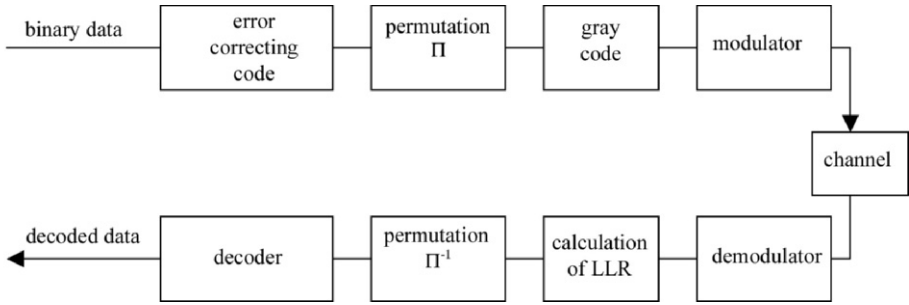 binary data
error
correcting
code
permutation
Π
gray
code
modulator
channel
decoded data
decoder
permutation
Π-1
calculation
of LLR
demodulator